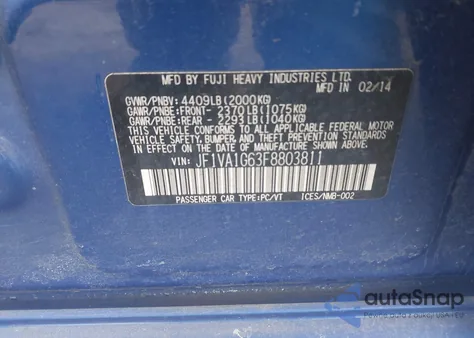 MFD BY FUJI HEAVY INDUSTRIES LTD.
MFD IN 02/14
GVWR/PNBV: 4409LB(2000KG)
GAWR/PNBE: FRONT- 2370LB(1075KG)
GAWR/PNBE: REAR - 2293LB(1040KG)
THIS VEHICLE CONFORMS TO ALL APPLICABLE
FEDERAL MOTOR VEHICLE
SAFETY, BUMPER, AND THEFT PREVENTION STANDARDS
IN EFFECT ON THE DATE OF MANUFACTURE SHOWN ABOVE.
VIN: JF1VA1G63F8803811
PASSENGER CAR TYPE:PC/VT ICES/NMB-002
autoSnap